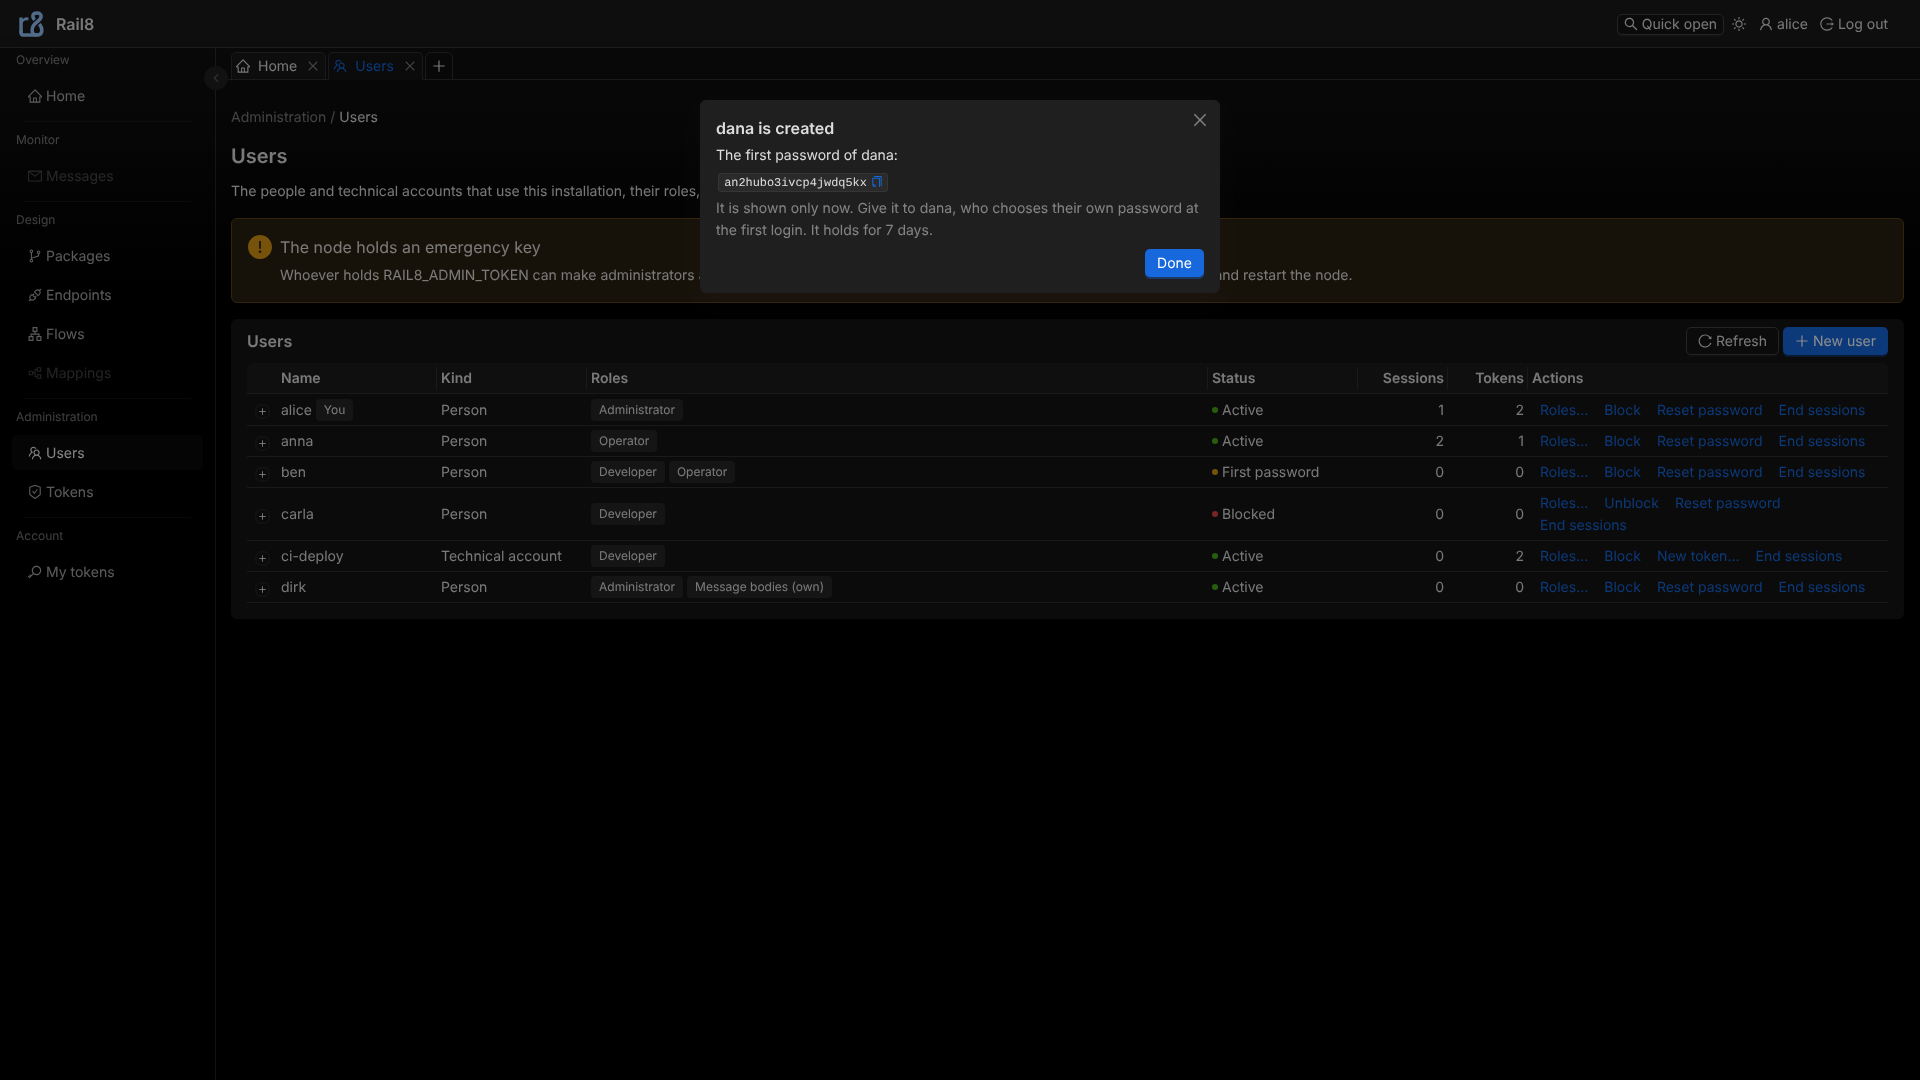 Rail8
Quick open
alice
Log out
Overview
Home
Monitor
Messages
Design
Packages
Endpoints
Flows
Mappings
Administration
Users
Tokens
Account
My tokens
Home
Users
Administration / Users
Users
The people and technical accounts that use this installation, their roles,
The node holds an emergency key
Whoever holds RAIL8_ADMIN_TOKEN can make administrators
and restart the node.
dana is created
The first password of dana:
an2hubo3ivcp4jwdq5kx
It is shown only now. Give it to dana, who chooses their own password at
the first login. It holds for 7 days.
Done
Users
Refresh
New user
Name Kind Roles Status Sessions Tokens Actions
alice You Person Administrator Active 1 2 Roles... Block Reset password End sessions
anna Person Operator Active 2 1 Roles... Block Reset password End sessions
ben Person Developer Operator First password 0 0 Roles... Block Reset password End sessions
carla Person Developer Blocked 0 0 Roles... Unblock Reset password
End sessions
ci-deploy Technical account Developer Active 0 2 Roles... Block New token... End sessions
dirk Person Administrator Message bodies (own) Active 0 0 Roles... Block Reset password End sessions